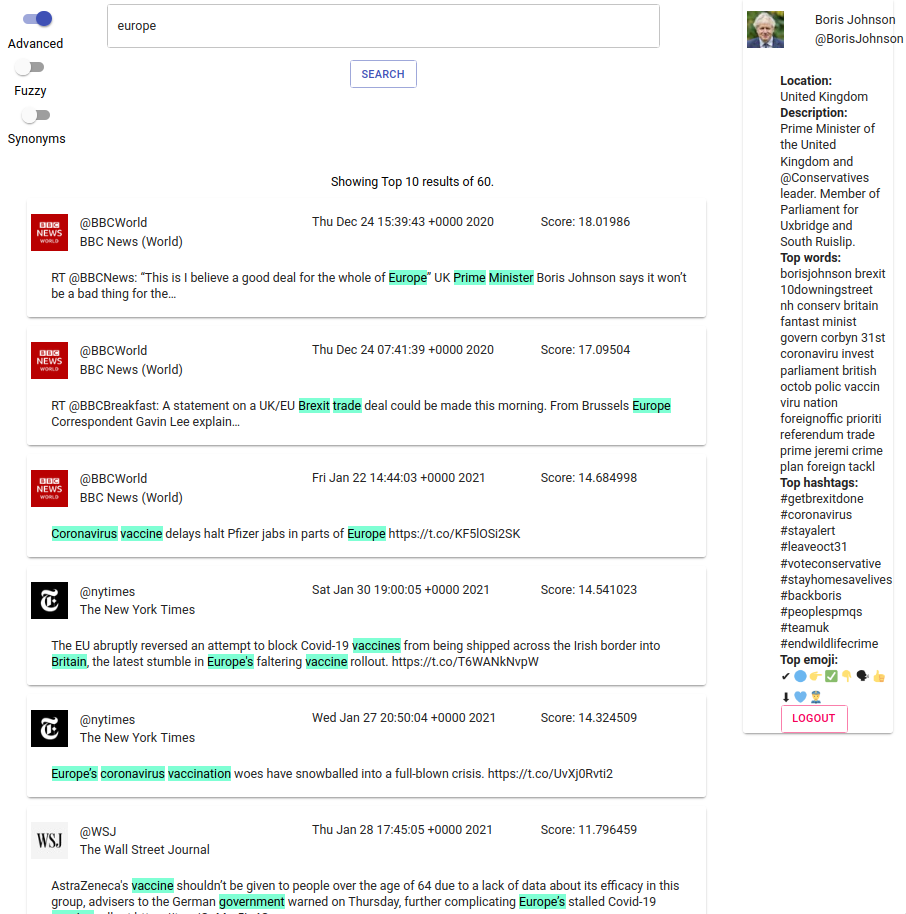 Advanced
Fuzzy
Synonyms
europe
SEARCH
Showing Top 10 results of 60.
BBC
NEWS
WORLD
@BBCWorld
BBC News (World)
Thu Dec 24 15:39:43 +0000 2020
Score: 18.01986
RT @BBCNews: “This is I believe a good deal for the whole of Europe” UK Prime Minister Boris Johnson says it won’t
be a bad thing for the…
BBC
NEWS
WORLD
@BBCWorld
BBC News (World)
Thu Dec 24 07:41:39 +0000 2020
Score: 17.09504
RT @BBCBreakfast: A statement on a UK/EU Brexit trade deal could be made this morning. From Brussels Europe
Correspondent Gavin Lee explain…
BBC
NEWS
WORLD
@BBCWorld
BBC News (World)
Fri Jan 22 14:44:03 +0000 2021
Score: 14.684998
Coronavirus vaccine delays halt Pfizer jabs in parts of Europe https://t.co/KF5lOSi2SK
@nytimes
The New York Times
Sat Jan 30 19:00:05 +0000 2021
Score: 14.541023
The EU abruptly reversed an attempt to block Covid-19 vaccines from being shipped across the Irish border into
Britain, the latest stumble in Europe's faltering vaccine rollout. https://t.co/T6WANkNvpW
@nytimes
The New York Times
Wed Jan 27 20:50:04 +0000 2021
Score: 14.324509
Europe’s coronavirus vaccination woes have snowballed into a full-blown crisis. https://t.co/UvXj0Rvti2
WSJ
@WSJ
The Wall Street Journal
Thu Jan 28 17:45:05 +0000 2021
Score: 11.796459
AstraZeneca's vaccine shouldn’t be given to people over the age of 64 due to a lack of data about its efficacy in this
group, advisers to the German government warned on Thursday, further complicating Europe’s stalled Covid-19
Boris Johnson
@BorisJohnson
Location:
United Kingdom
Description:
Prime Minister of
the United
Kingdom and
@Conservatives
leader. Member of
Parliament for
Uxbridge and
South Ruislip.
Top words:
borisjohnson brexit
10downingstreet
nh conserv britain
fantast minist
govern corbyn 31st
coronaviru invest
parliament british
octob polic vaccin
viru nation
foreignoffic prioriti
referendum trade
prime jeremi crime
plan foreign tackl
Top hashtags:
#getbrexitdone
#coronavirus
#stayalert
#leaveoct31
#voteconservative
#stayhomesavelives
#backboris
#peoplespmqs
#teamuk
#endwildlifecrime
Top emoji:
✔🔵👉✅👇🗣👍
⬇💙👮
LOGOUT